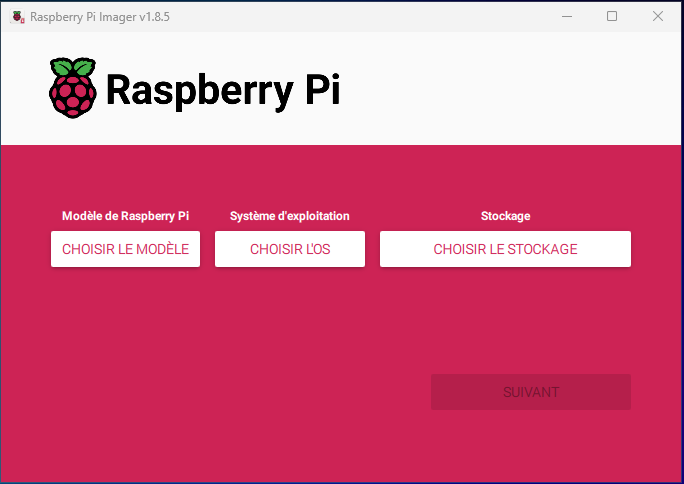 Raspberry Pi Imager v1.8.5
Raspberry Pi
Modèle de Raspberry Pi
Système d'exploitation
Stockage
CHOISIR LE MODÈLE
CHOISIR L'OS
CHOISIR LE STOCKAGE
SUIVANT